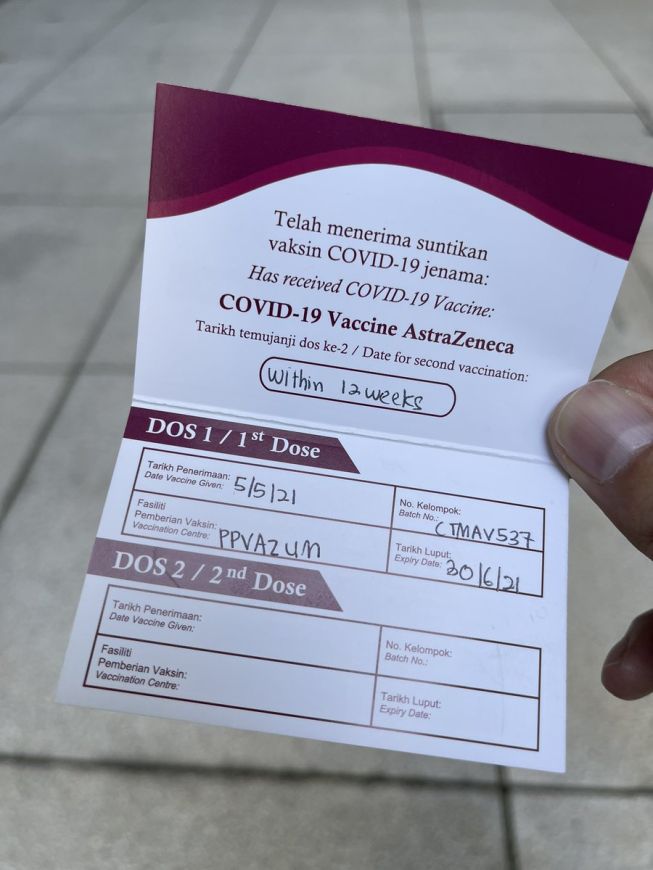 Telah menerima suntikan
vaksin COVID-19 jenama:
Has received COVID-19 Vaccine:
COVID-19 Vaccine AstraZeneca
Tarikh temujanji dos ke-2 / Date for second vaccination:
Within 12 weeks
DOS 1 / 1st Dose
Tarikh Penerimaan: 5/5/21
Date Vaccine Given:
No. Kelompok:
Batch No.: CTMAV537
Fasiliti
Pemberian Vaksin:
Vaccination Centre: PPVAZUM
Tarikh Luput:
Expiry Date: 30/6/21
DOS 2 / 2nd Dose
Tarikh Penerimaan:
Date Vaccine Given:
No. Kelompok:
Batch No.:
Fasiliti
Pemberian Vaksin:
Vaccination Centre:
Tarikh Luput:
Expiry Date: